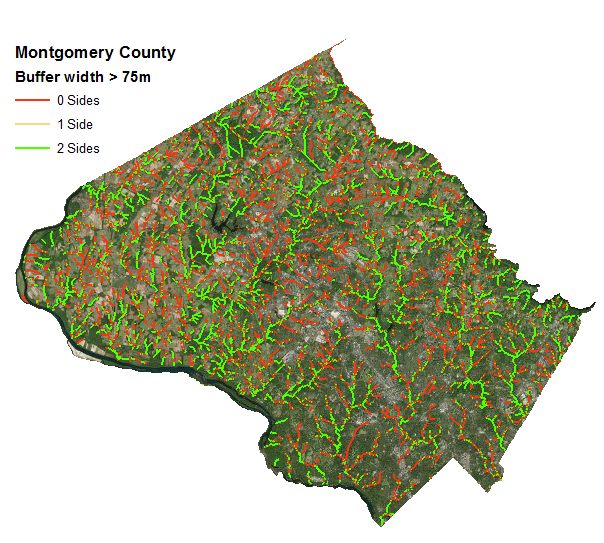 Montgomery County
Buffer width > 75m
0 Sides
1 Side
2 Sides